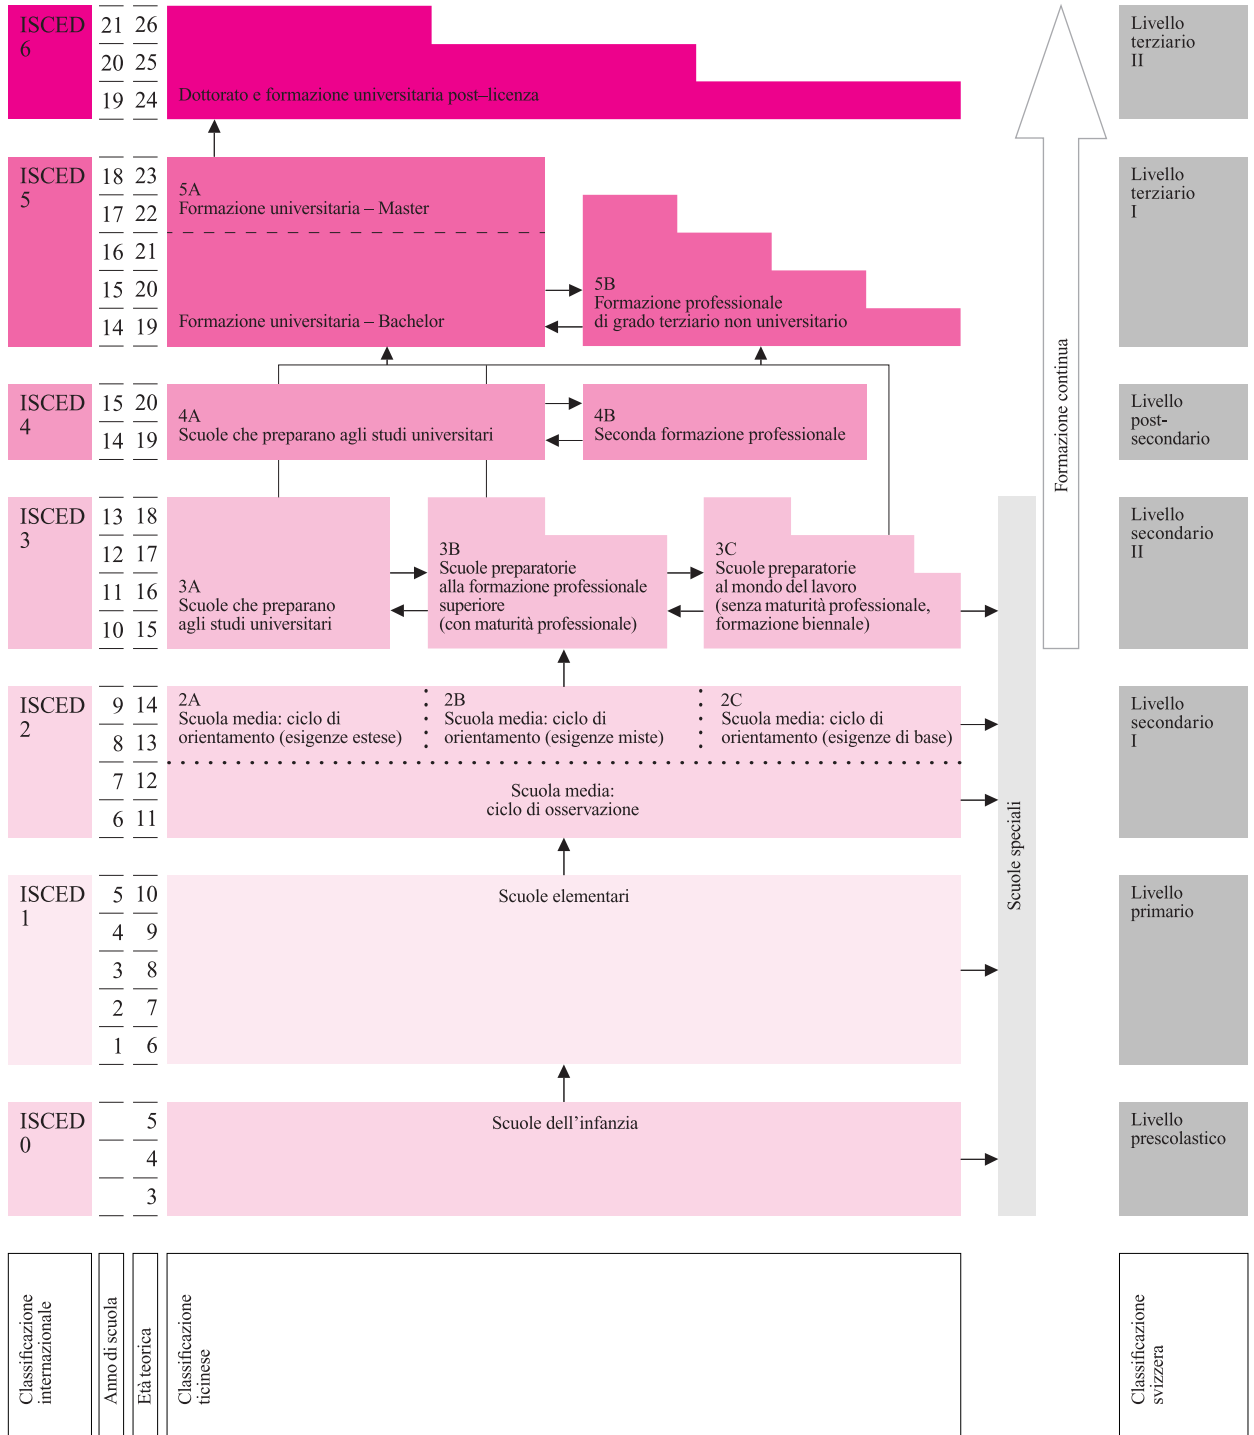 ISCED
6
21 26
20 25
19 24
Dottorato e formazione universitaria post–licenza
Livello
terziario
II
ISCED
5
18 23
17 22
16 21
15 20
14 19
5A
Formazione universitaria – Master
Formazione universitaria – Bachelor
5B
Formazione professionale
di grado terziario non universitario
Livello
terziario
I
ISCED
4
15 20
14 19
4A
Scuole che preparano agli studi universitari
4B
Seconda formazione professionale
Formazione continua
Livello
post-
secondario
ISCED
3
13 18
12 17
11 16
10 15
3A
Scuole che preparano
agli studi universitari
3B
Scuole preparatorie
alla formazione professionale
superiore
(con maturità professionale)
3C
Scuole preparatorie
al mondo del lavoro
(senza maturità professionale,
formazione biennale)
Livello
secondario
II
ISCED
2
9 14
8 13
7 12
6 11
2A
Scuola media: ciclo di
orientamento (esigenze estese)
2B
Scuola media: ciclo di
orientamento (esigenze miste)
2C
Scuola media: ciclo di
orientamento (esigenze di base)
Scuola media:
ciclo di osservazione
Scuole speciali
Livello
secondario
I
ISCED
1
5 10
4 9
3 8
2 7
1 6
Scuole elementari
Livello
primario
ISCED
0
5
4
3
Scuole dell’infanzia
Livello
prescolastico
Classificazione
internazionale
Anno di scuola
Età teorica
Classificazione
ticinese
Classificazione
svizzera